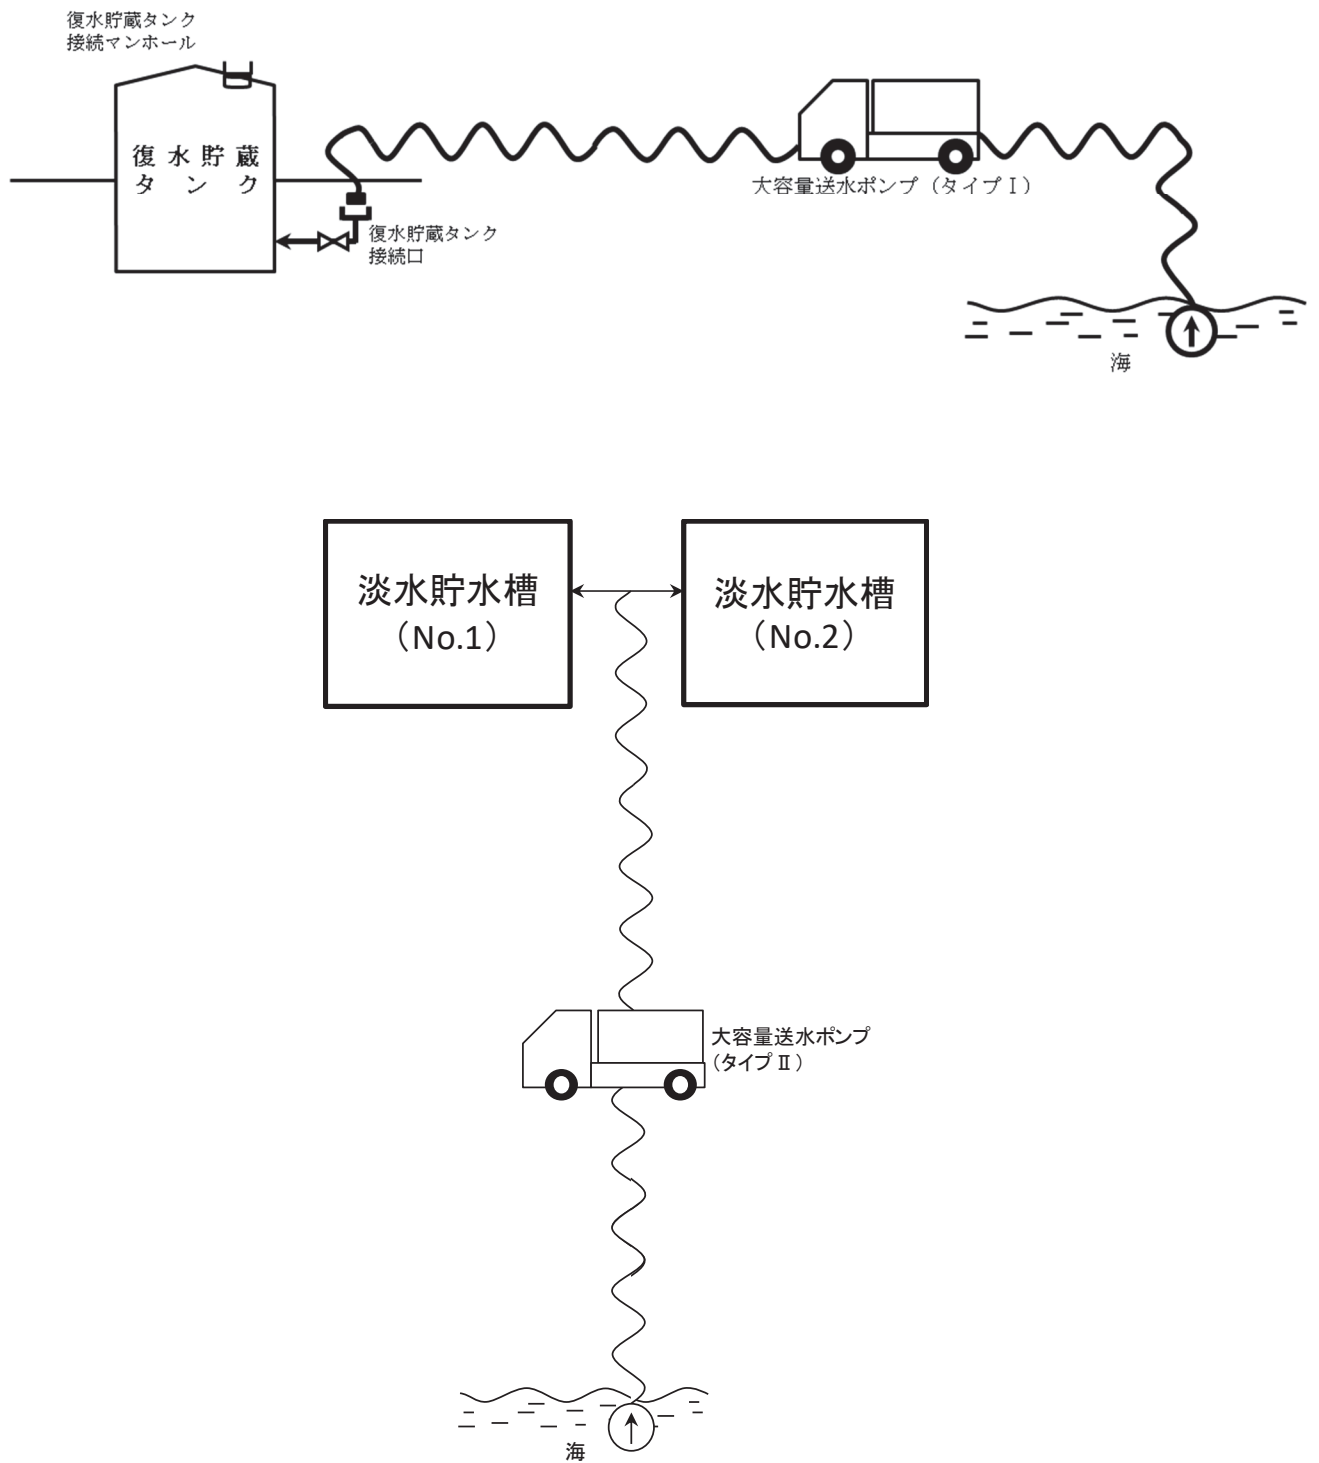 復水貯蔵タンク
接続マンホール
復水貯蔵
タンク
大容量送水ポンプ（タイプⅠ）
復水貯蔵タンク
接続口
海
淡水貯水槽
（No.1）
淡水貯水槽
（No.2）
大容量送水ポンプ
（タイプⅡ）
海